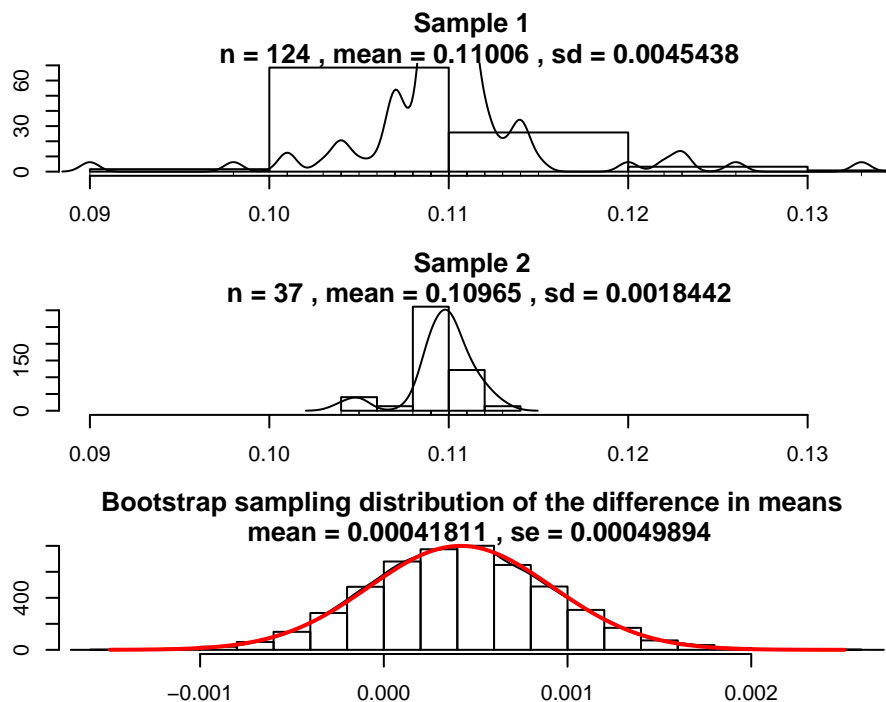 Sample 1
n = 124 , mean = 0.11006 , sd = 0.0045438
60
30
0
0.09 0.10 0.11 0.12 0.13
Sample 2
n = 37 , mean = 0.10965 , sd = 0.0018442
150
0
0.09 0.10 0.11 0.12 0.13
Bootstrap sampling distribution of the difference in means
mean = 0.00041811 , se = 0.00049894
400
0
−0.001 0.000 0.001 0.002